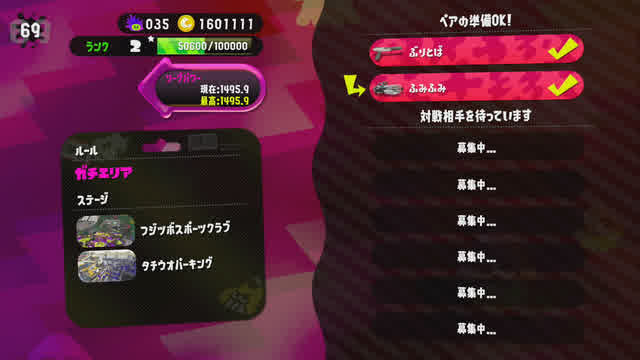 69
035
1601111
ランク
2
50600/100000
リーグパワー
現在:1495.9
最高:1495.9
ルール
ガチエリア
ステージ
フジツボスポーツクラブ
タチウオパーキング
ペアの準備OK!
ぷりとば
ふみふみ
対戦相手を待っています
募集中...
募集中...
募集中...
募集中...
募集中...
募集中...